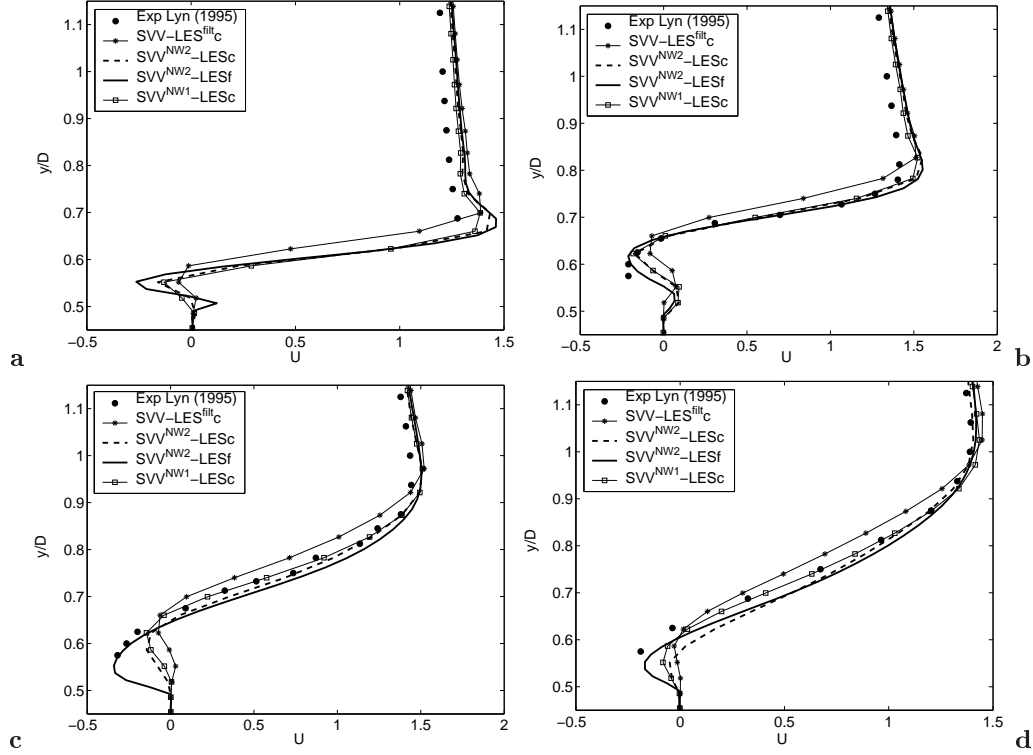 Exp Lyn (1995)
SVV−LES^filt c
SVV^NW2−LESc
SVV^NW2−LESf
SVV^NW1−LESc
1.1
1
0.9
0.8
0.7
0.6
0.5
y/D
−0.5 0 0.5 1 1.5
U
a
Exp Lyn (1995)
SVV−LES^filt c
SVV^NW2−LESc
SVV^NW2−LESf
SVV^NW1−LESc
1.1
1
0.9
0.8
0.7
0.6
0.5
y/D
−0.5 0 0.5 1 1.5 2
U
b
Exp Lyn (1995)
SVV−LES^filt c
SVV^NW2−LESc
SVV^NW2−LESf
SVV^NW1−LESc
1.1
1
0.9
0.8
0.7
0.6
0.5
y/D
−0.5 0 0.5 1 1.5 2
U
c
Exp Lyn (1995)
SVV−LES^filt c
SVV^NW2−LESc
SVV^NW2−LESf
SVV^NW1−LESc
1.1
1
0.9
0.8
0.7
0.6
0.5
y/D
−0.5 0 0.5 1 1.5
U
d